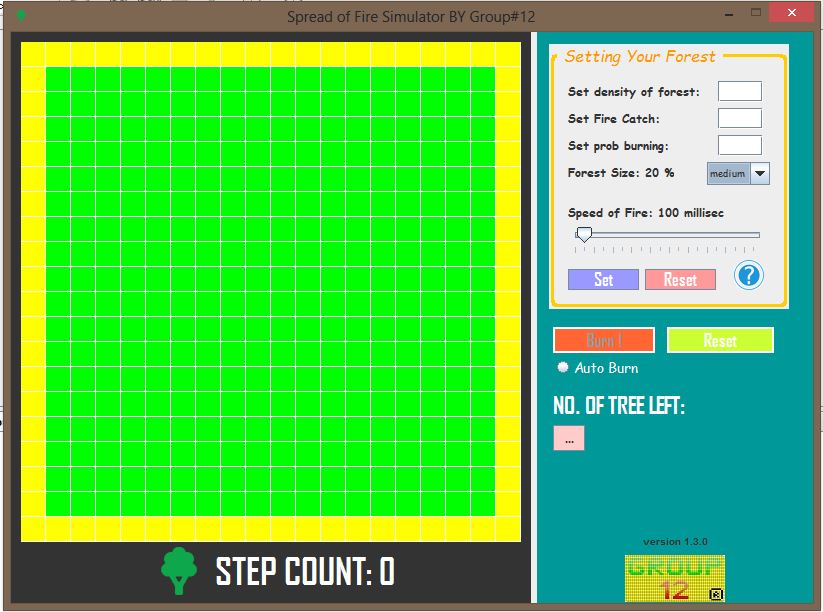 Spread of Fire Simulator BY Group#12
Setting Your Forest
Set density of forest:
Set Fire Catch:
Set prob burning:
Forest Size: 20 % medium
Speed of Fire: 100 millisec
Set Reset ?
Burn ! Reset
Auto Burn
NO. OF TREE LEFT:
...
STEP COUNT: 0
version 1.3.0
GROUP
12